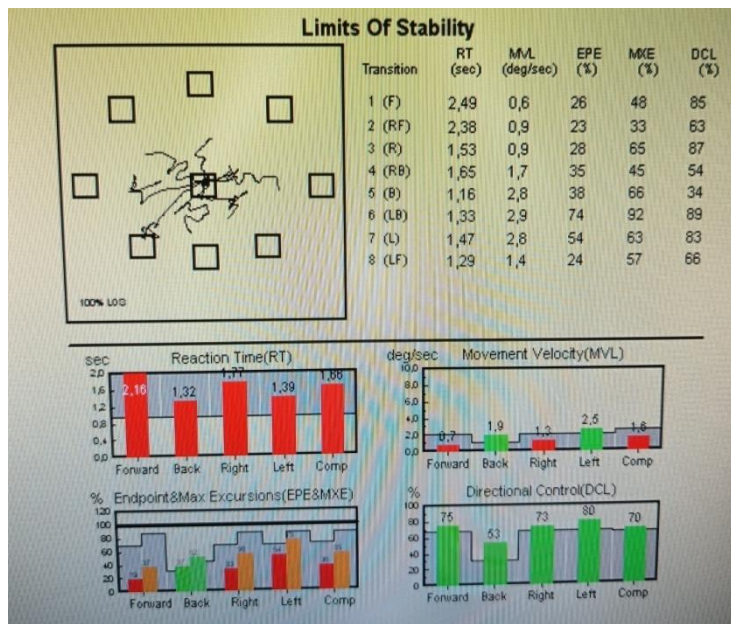 Limits Of Stability
Transition RT (sec) MVL (deg/sec) EPE (%) MXE (%) DCL (%)
1 (F) 2,49 0,6 26 48 85
2 (RF) 2,38 0,9 23 33 63
3 (R) 1,53 0,9 28 65 87
4 (RB) 1,65 1,7 35 45 54
5 (B) 1,16 2,8 38 66 34
6 (LB) 1,33 2,9 74 92 89
7 (L) 1,47 2,8 54 63 83
8 (LF) 1,29 1,4 24 57 66
100% LOS
sec Reaction Time(RT)
2,0
1,6
1,2
0,8
0,4
0,0
2,16 1,32 1,77 1,39 1,66
Forward Back Right Left Comp
deg/sec Movement Velocity(MVL)
10,0
8,0
6,0
4,0
2,0
0,0
0,7 1,9 1,3 2,5 1,6
Forward Back Right Left Comp
% Endpoint&Max Excursions(EPE&MXE)
120
100
80
60
40
20
0
Forward Back Right Left Comp
% Directional Control(DCL)
100
80
60
40
20
0
75 53 73 80 70
Forward Back Right Left Comp